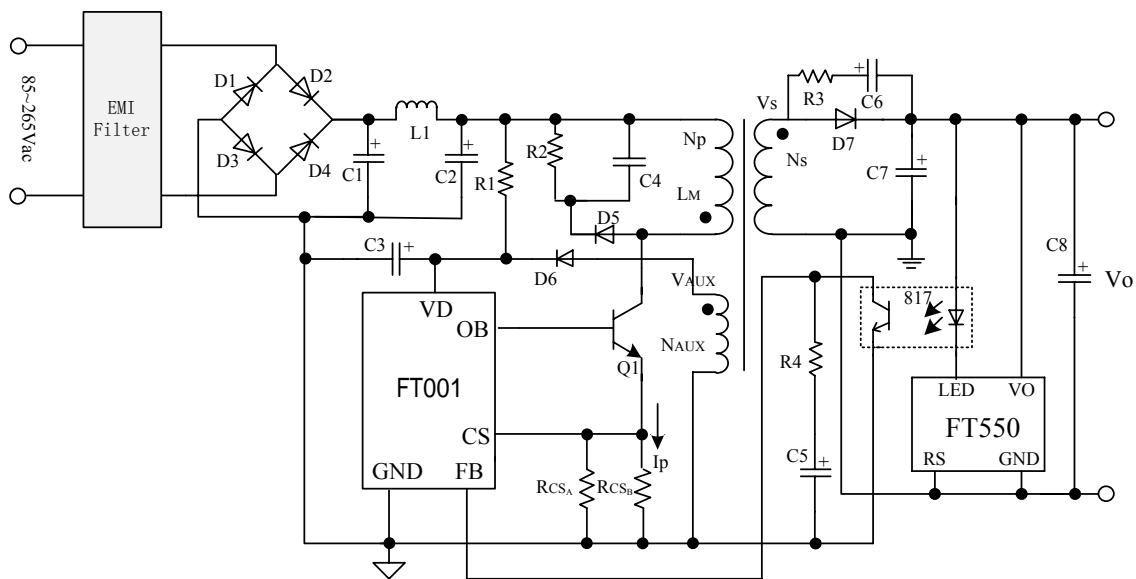 85~265Vac
EMI
Filter
D1
D2
D3
D4
C1
L1
C2
R1
R2
C4
D5
Np
LM
Vs
Ns
R3
C6
D7
C7
C8
Vo
C3
D6
VAUX
NAUX
VD
OB
FT001
CS
GND
FB
Q1
Ip
RCSA
RCSB
R4
C5
817
LED
VO
FT550
RS
GND
+
+
+
+
+
+
+
+